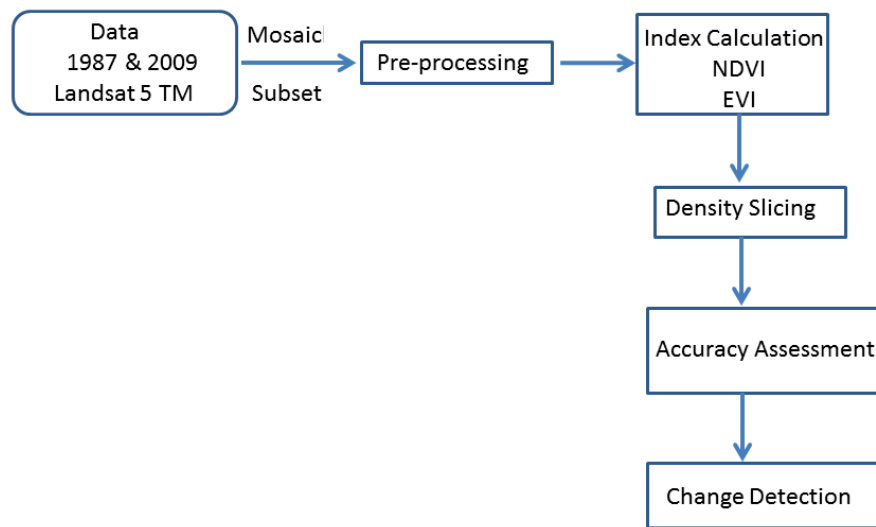 Data
1987 & 2009
Landsat 5 TM
Mosaic
Subset
Pre-processing
Index Calculation
NDVI
EVI
Density Slicing
Accuracy Assessment
Change Detection